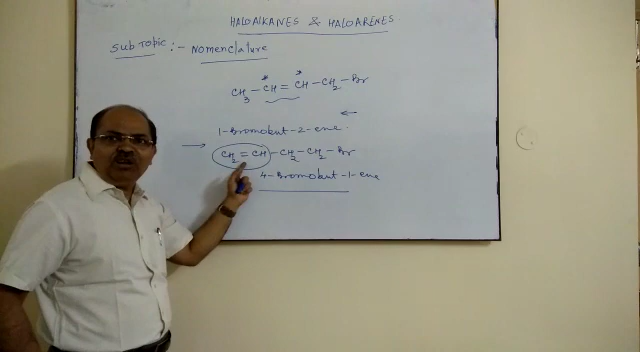 HALOALKANES & HALOARENES.
Sub Topic :- Nomenclature
CH3 - CH = CH - CH2 - Br
1-Bromobut-2-ene.
CH2 = CH - CH2 - CH2 - Br
4-Bromobut-1-ene